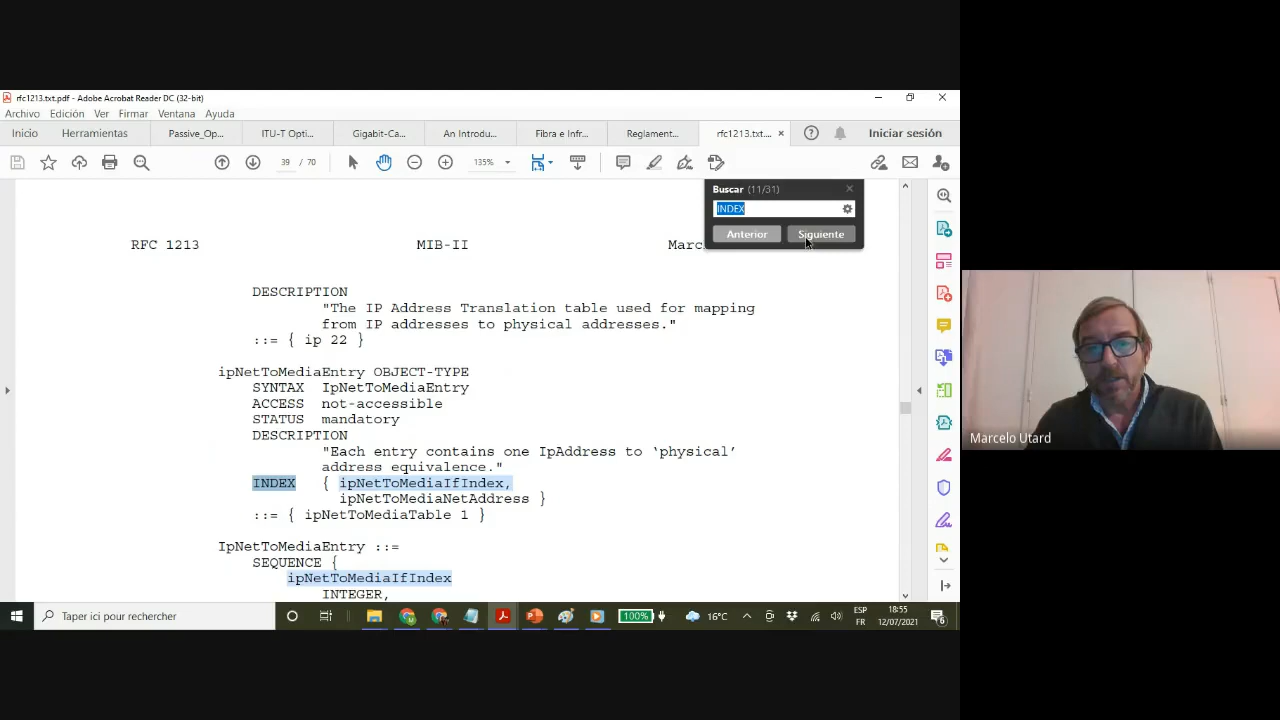 rfc1213.txt.pdf - Adobe Acrobat Reader DC (32-bit)
Archivo Edición Ver Firmar Ventana Ayuda
Inicio Herramientas Passive_Op... ITU-T Opti... Gigabit-Ca... An Introdu... Fibra e Infr... Reglament... rfc1213.txt.... Iniciar sesión
39 / 70 135%
Buscar (11/31)
INDEX
Anterior Siguiente
RFC 1213 MIB-II Marc
DESCRIPTION
"The IP Address Translation table used for mapping
from IP addresses to physical addresses."
::= { ip 22 }
ipNetToMediaEntry OBJECT-TYPE
SYNTAX IpNetToMediaEntry
ACCESS not-accessible
STATUS mandatory
DESCRIPTION
"Each entry contains one IpAddress to ‘physical’
address equivalence."
INDEX { ipNetToMediaIfIndex,
ipNetToMediaNetAddress }
::= { ipNetToMediaTable 1 }
IpNetToMediaEntry ::=
SEQUENCE {
ipNetToMediaIfIndex
INTEGER,
Marcelo Utard
Taper ici pour rechercher
100%
16°C
ESP
FR
18:55
12/07/2021
6